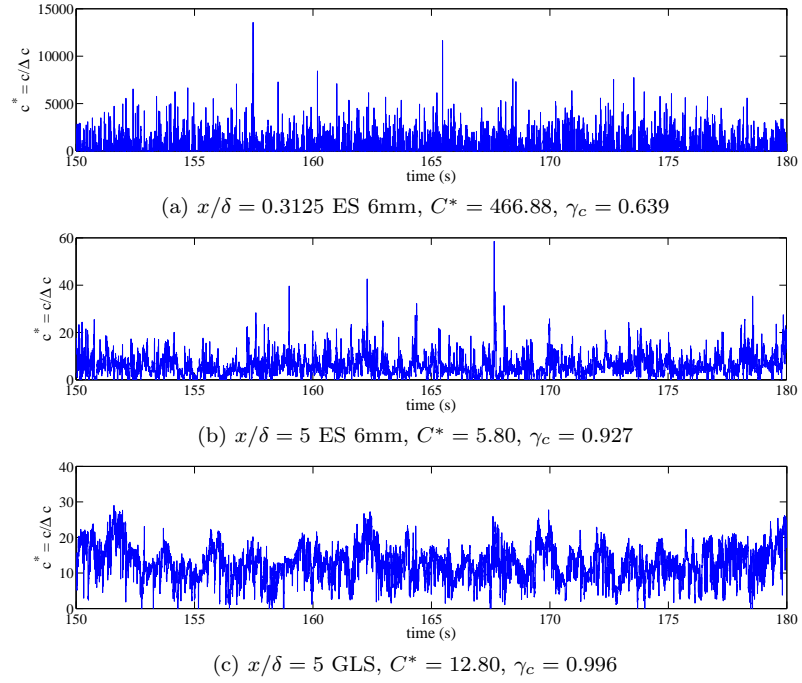 15000
10000
5000
0
c* = c/Δ c
150 155 160 165 170 175 180
time (s)
(a) x/δ = 0.3125 ES 6mm, C* = 466.88, γc = 0.639
60
40
20
0
c* = c/Δ c
150 155 160 165 170 175 180
time (s)
(b) x/δ = 5 ES 6mm, C* = 5.80, γc = 0.927
40
30
20
10
0
c* = c/Δ c
150 155 160 165 170 175 180
time (s)
(c) x/δ = 5 GLS, C* = 12.80, γc = 0.996